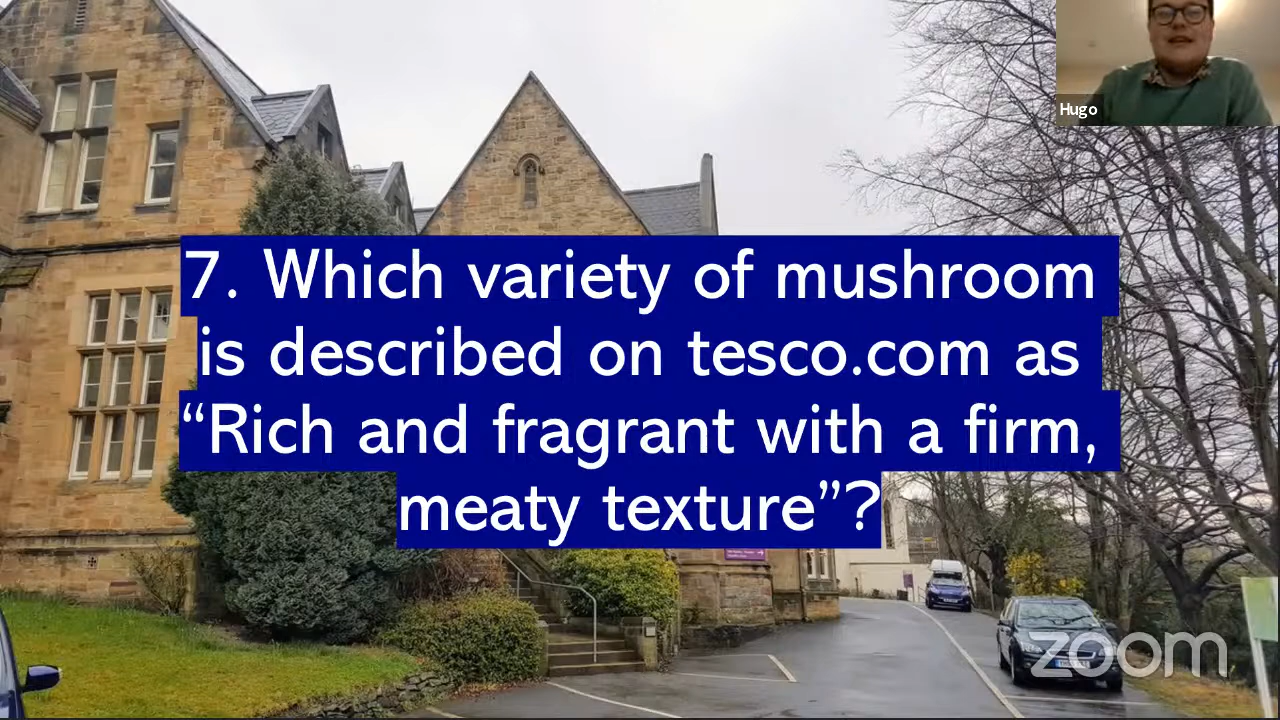 Hugo
7. Which variety of mushroom
is described on tesco.com as
“Rich and fragrant with a firm,
meaty texture”?
zoom